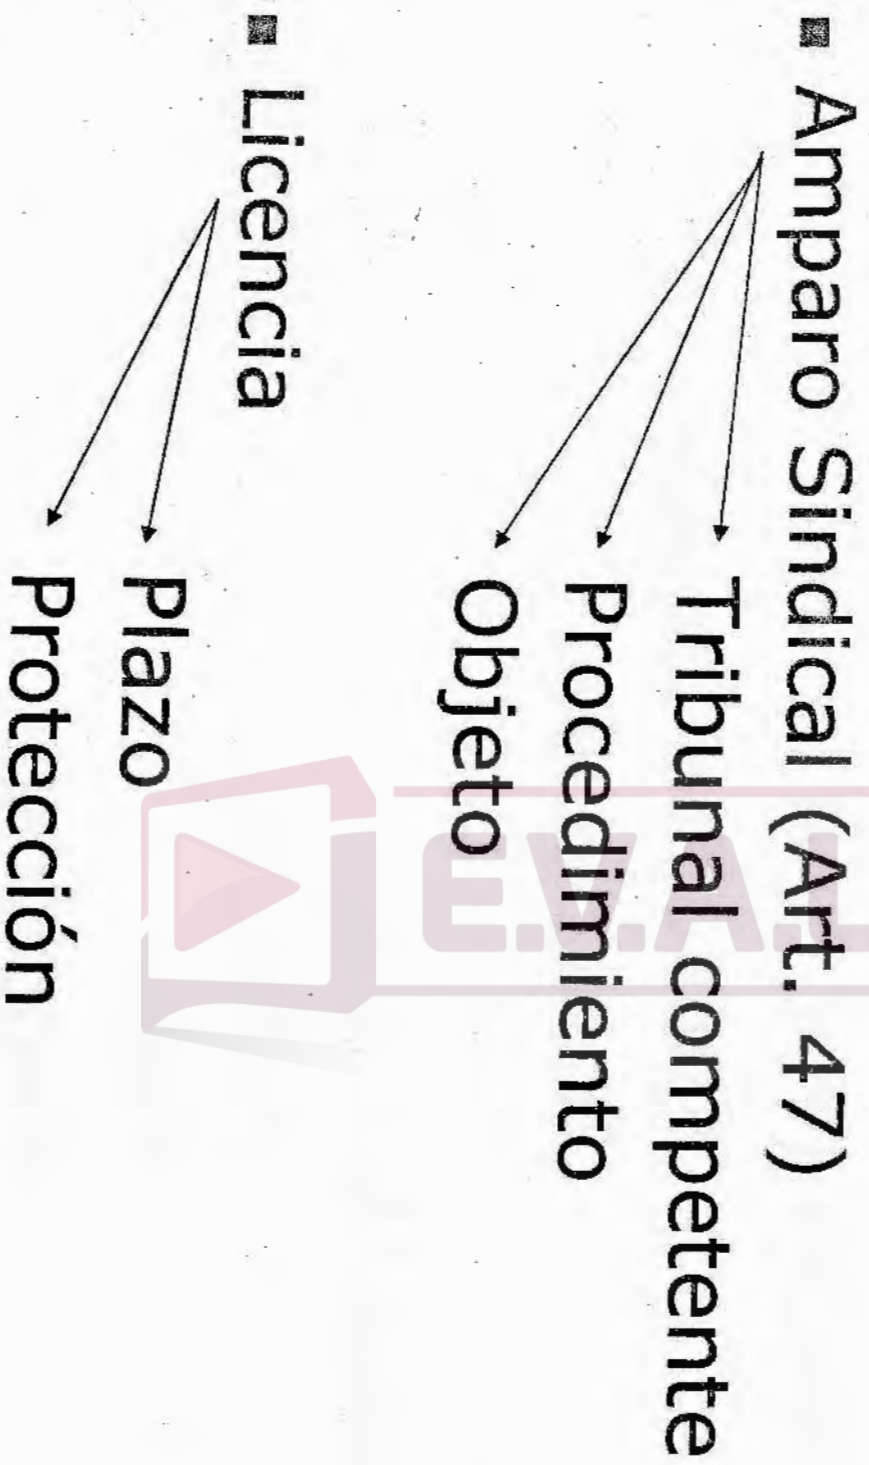 ▪ Amparo Sindical (Art. 47)
Tribunal competente
Procedimiento
Objeto
▪ Licencia
Plazo
Protección
E.V.A.L